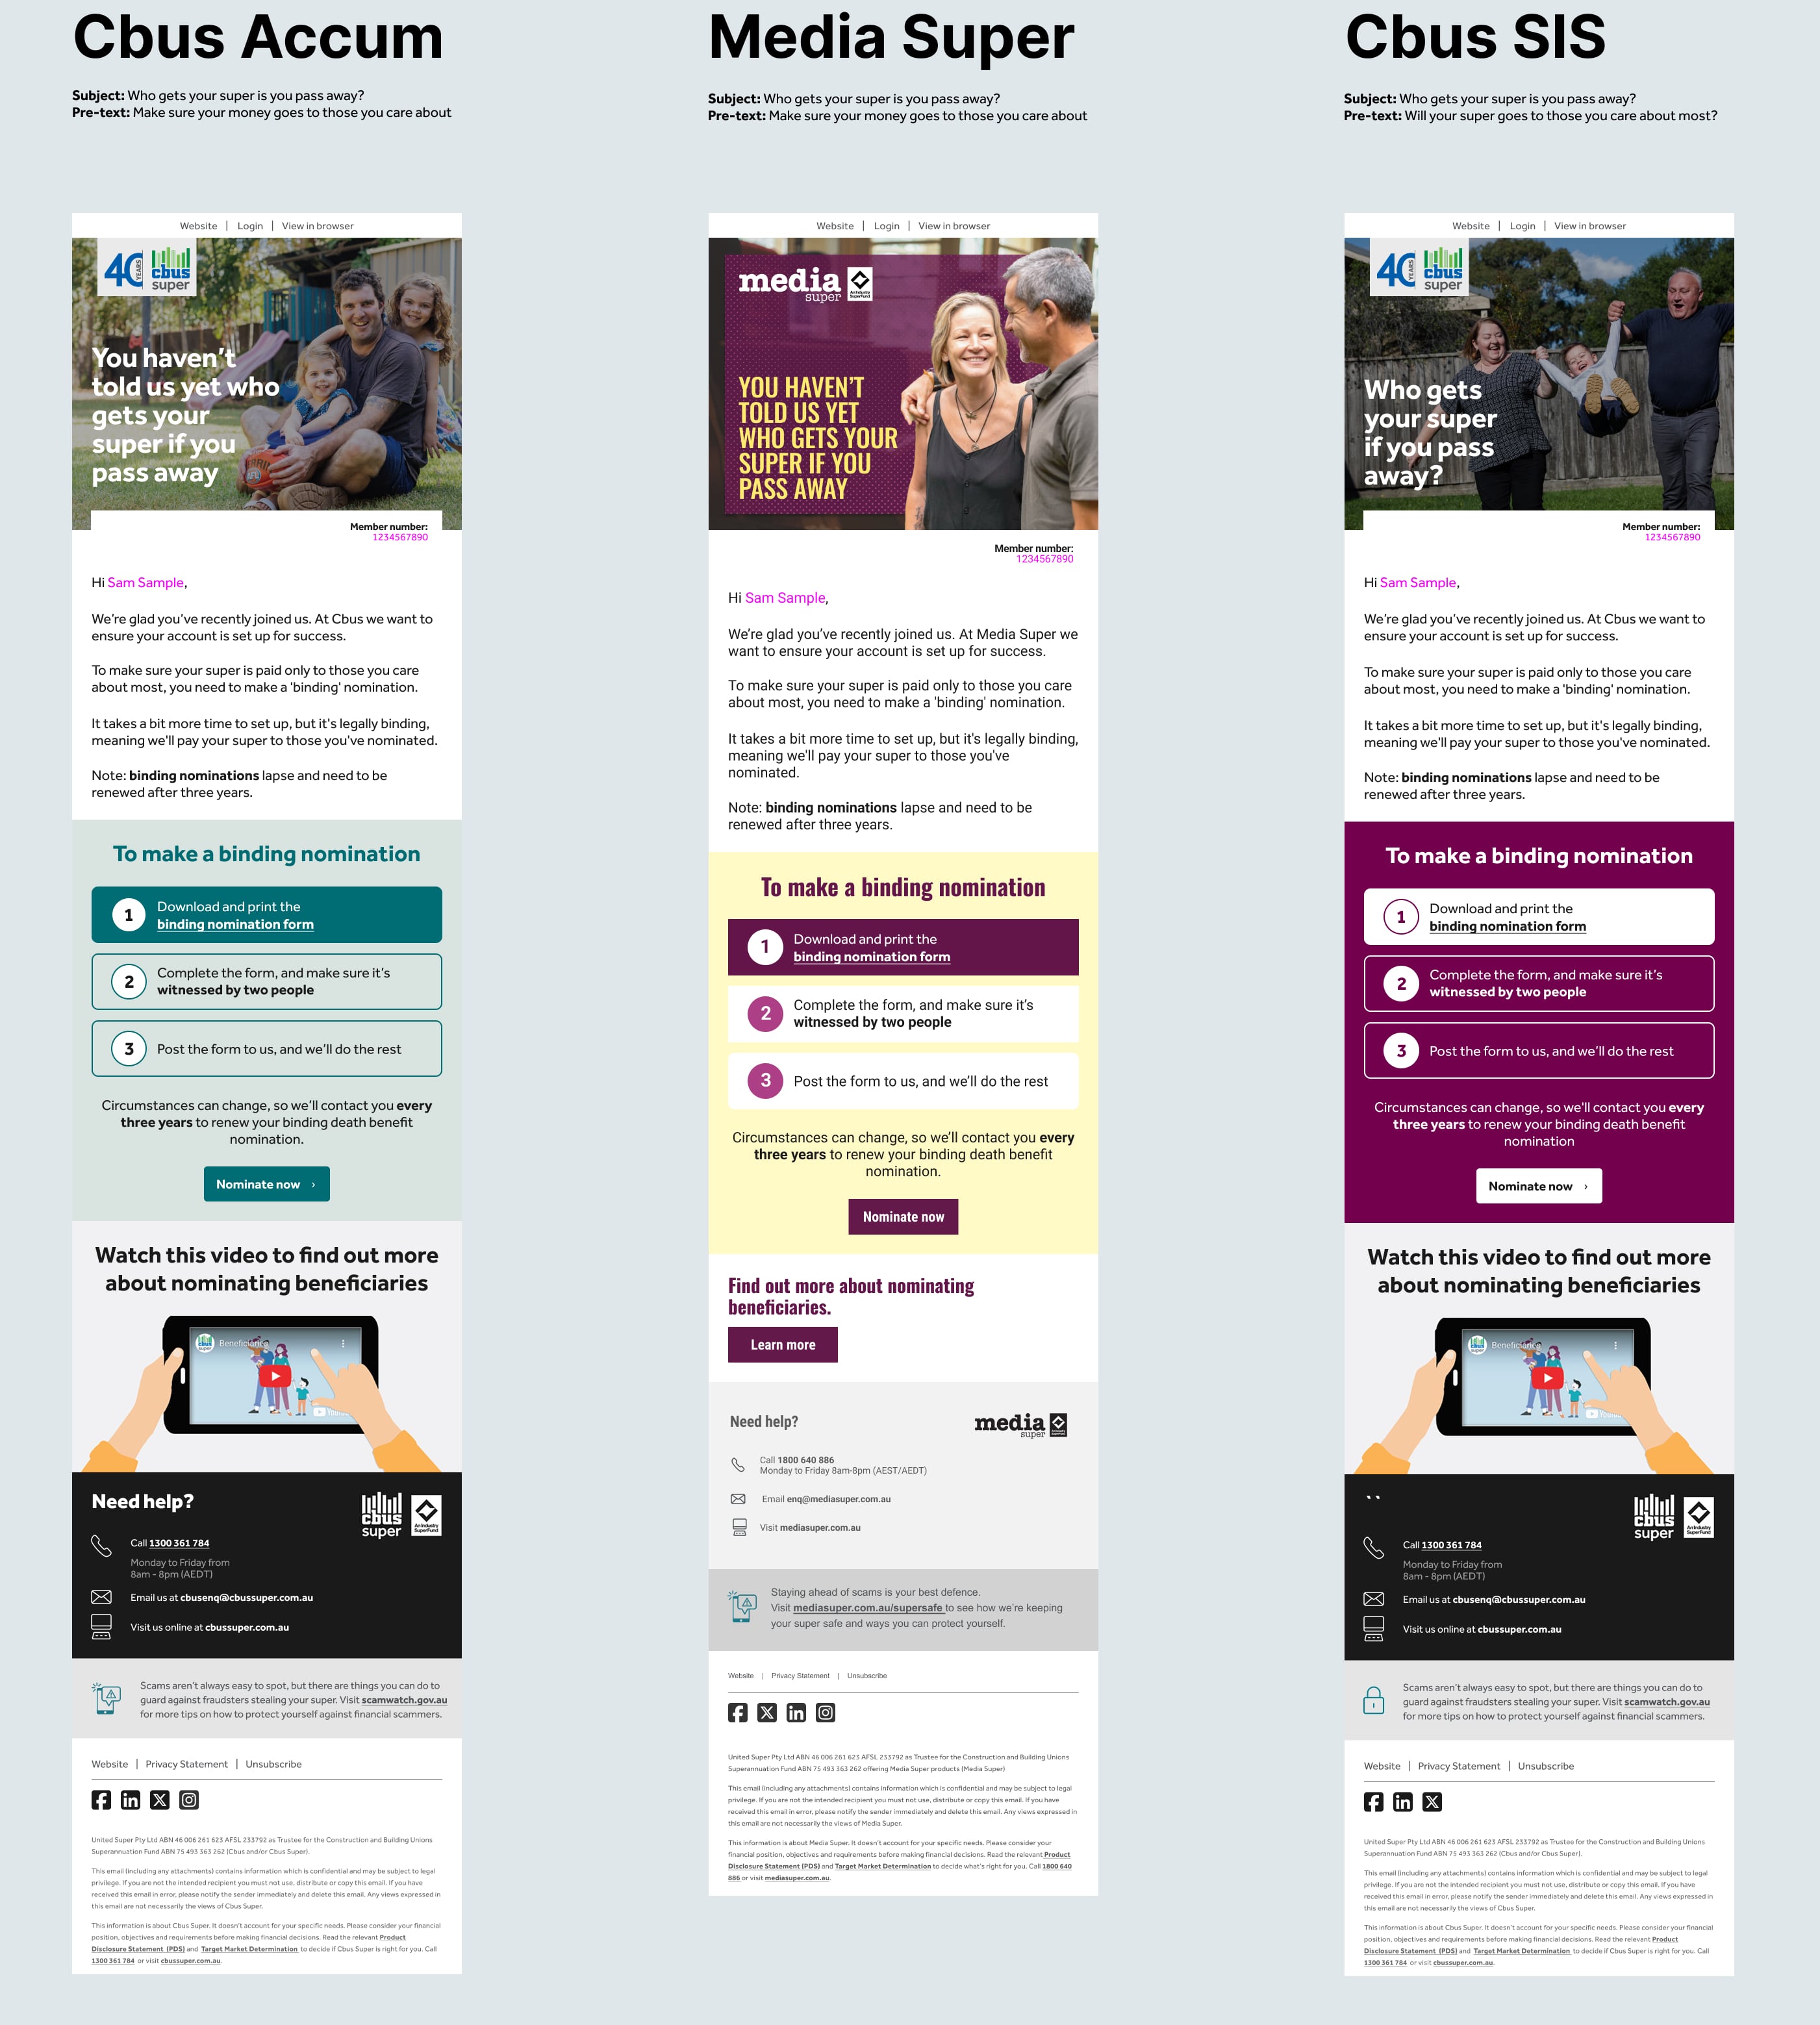 Cbus Accum
Subject: Who gets your super is you pass away?
Pre-text: Make sure your money goes to those you care about
Website | Login | View in browser
40 YEARS cbus super
You haven't
told us yet who
gets your
super if you
pass away
Member number:
1234567890
Hi Sam Sample,
We're glad you've recently joined us. At Cbus we want to
ensure your account is set up for success.
To make sure your super is paid only to those you care
about most, you need to make a 'binding' nomination.
It takes a bit more time to set up, but it's legally binding,
meaning we'll pay your super to those you've nominated.
Note: binding nominations lapse and need to be
renewed after three years.
To make a binding nomination
1 Download and print the
binding nomination form
2 Complete the form, and make sure it's
witnessed by two people
3 Post the form to us, and we'll do the rest
Circumstances can change, so we'll contact you every
three years to renew your binding death benefit
nomination.
Nominate now ›
Watch this video to find out more
about nominating beneficiaries
cbus super
Need help?
cbus super
An Industry SuperFund
Call 1300 361 784
Monday to Friday from
8am - 8pm (AEDT)
Email us at cbusenq@cbussuper.com.au
Visit us online at cbussuper.com.au
Scams aren't always easy to spot, but there are things you can do to
guard against fraudsters stealing your super. Visit scamwatch.gov.au
for more tips on how to protect yourself against financial scammers.
Website | Privacy Statement | Unsubscribe
United Super Pty Ltd ABN 46 006 261 623 AFSL 233792 as Trustee for the Construction and Building Unions
Superannuation Fund ABN 75 493 363 262 (Cbus and/or Cbus Super).
This email (including any attachments) contains information which is confidential and may be subject to legal
privilege. If you are not the intended recipient you must not use, distribute or copy this email. If you have
received this email in error, please notify the sender immediately and delete this email. Any views expressed in
this email are not necessarily the views of Cbus Super.
This information is about Cbus Super. It doesn't account for your specific needs. Please consider your financial
position, objectives and requirements before making financial decisions. Read the relevant Product
Disclosure Statement (PDS) and Target Market Determination to decide if Cbus Super is right for you. Call
1300 361 784 or visit cbussuper.com.au.
Media Super
Subject: Who gets your super is you pass away?
Pre-text: Make sure your money goes to those you care about
Website | Login | View in browser
media super
An Industry SuperFund
YOU HAVEN'T
TOLD US YET
WHO GETS YOUR
SUPER IF YOU
PASS AWAY
Member number:
1234567890
Hi Sam Sample,
We're glad you've recently joined us. At Media Super we
want to ensure your account is set up for success.
To make sure your super is paid only to those you care
about most, you need to make a 'binding' nomination.
It takes a bit more time to set up, but it's legally binding,
meaning we'll pay your super to those you've
nominated.
Note: binding nominations lapse and need to be
renewed after three years.
To make a binding nomination
1 Download and print the
binding nomination form
2 Complete the form, and make sure it's
witnessed by two people
3 Post the form to us, and we'll do the rest
Circumstances can change, so we'll contact you every
three years to renew your binding death benefit
nomination.
Nominate now
Find out more about nominating
beneficiaries.
Learn more
Need help?
media super
Call 1800 640 886
Monday to Friday 8am-8pm (AEST/AEDT)
Email enq@mediasuper.com.au
Visit mediasuper.com.au
Staying ahead of scams is your best defence.
Visit mediasuper.com.au/supersafe to see how we're keeping
your super safe and ways you can protect yourself.
Website | Privacy Statement | Unsubscribe
United Super Pty Ltd ABN 46 006 261 623 AFSL 233792 as Trustee for the Construction and Building Unions
Superannuation Fund ABN 75 493 363 262 offering Media Super products (Media Super)
This email (including any attachments) contains information which is confidential and may be subject to legal
privilege. If you are not the intended recipient you must not use, distribute or copy this email. If you have
received this email in error, please notify the sender immediately and delete this email. Any views expressed in
this email are not necessarily the views of Media Super.
This information is about Media Super. It doesn't account for your specific needs. Please consider your
financial position, objectives and requirements before making financial decisions. Read the relevant Product
Disclosure Statement (PDS) and Target Market Determination to decide what's right for you. Call 1800 640
886 or visit mediasuper.com.au.
Cbus SIS
Subject: Who gets your super is you pass away?
Pre-text: Will your super goes to those you care about most?
Website | Login | View in browser
40 YEARS cbus super
Who gets
your super
if you pass
away?
Member number:
1234567890
Hi Sam Sample,
We're glad you've recently joined us. At Cbus we want to
ensure your account is set up for success.
To make sure your super is paid only to those you care
about most, you need to make a 'binding' nomination.
It takes a bit more time to set up, but it's legally binding,
meaning we'll pay your super to those you've nominated.
Note: binding nominations lapse and need to be
renewed after three years.
To make a binding nomination
1 Download and print the
binding nomination form
2 Complete the form, and make sure it's
witnessed by two people
3 Post the form to us, and we'll do the rest
Circumstances can change, so we'll contact you every
three years to renew your binding death benefit
nomination
Nominate now ›
Watch this video to find out more
about nominating beneficiaries
cbus super
cbus super
An Industry SuperFund
Call 1300 361 784
Monday to Friday from
8am - 8pm (AEDT)
Email us at cbusenq@cbussuper.com.au
Visit us online at cbussuper.com.au
Scams aren't always easy to spot, but there are things you can do to
guard against fraudsters stealing your super. Visit scamwatch.gov.au
for more tips on how to protect yourself against financial scammers.
Website | Privacy Statement | Unsubscribe
United Super Pty Ltd ABN 46 006 261 623 AFSL 233792 as Trustee for the Construction and Building Unions
Superannuation Fund ABN 75 493 363 262 (Cbus and/or Cbus Super).
This email (including any attachments) contains information which is confidential and may be subject to legal
privilege. If you are not the intended recipient you must not use, distribute or copy this email. If you have
received this email in error, please notify the sender immediately and delete this email. Any views expressed in
this email are not necessarily the views of Cbus Super.
This information is about Cbus Super. It doesn't account for your specific needs. Please consider your financial
position, objectives and requirements before making financial decisions. Read the relevant Product
Disclosure Statement (PDS) and Target Market Determination to decide if Cbus Super is right for you. Call
1300 361 784 or visit cbussuper.com.au.